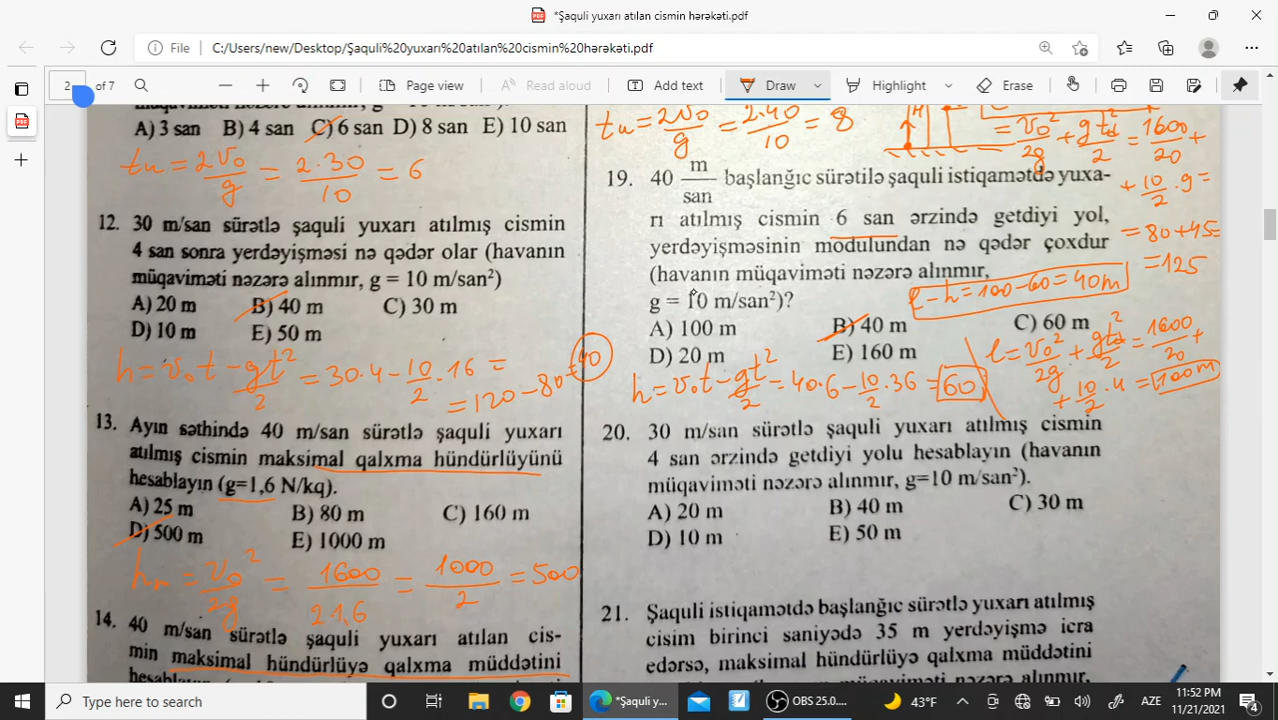 *Şaquli yuxarı atılan cismin hərəkəti.pdf
File C:/Users/new/Desktop/Şaquli%20yuxarı%20atılan%20cismin%20hərəkəti.pdf
2 of 7 Page view Read aloud Add text Draw Highlight Erase
A) 3 san B) 4 san C) 6 san D) 8 san E) 10 san
tu = 2v0/g = 2·30/10 = 6
12. 30 m/san sürətlə şaquli yuxarı atılmış cismin
4 san sonra yerdəyişməsi nə qədər olar (havanın
müqaviməti nəzərə alınmır, g = 10 m/san²)
A) 20 m B) 40 m C) 30 m
D) 10 m E) 50 m
h = v0t - gt²/2 = 30·4 - 10/2·16 =
= 120 - 80 = 40
13. Ayın səthində 40 m/san sürətlə şaquli yuxarı
atılmış cismin maksimal qalxma hündürlüyünü
hesablayın (g=1,6 N/kq).
A) 25 m B) 80 m C) 160 m
D) 500 m E) 1000 m
hm = v0²/2g = 1600/2·1,6 = 1000/2 = 500
14. 40 m/san sürətlə şaquli yuxarı atılan cis-
min maksimal hündürlüyə qalxma müddətini
tu = 2v0/g = 2·40/10 = 8
H
= v0²/2g + gtd²/2 = 1600/20 +
+ 10/2 · 9 =
= 80 + 45 =
= 125
19. 40 m/san başlanğıc sürətilə şaquli istiqamətdə yuxa-
rı atılmış cismin 6 san ərzində getdiyi yol,
yerdəyişməsinin modulundan nə qədər çoxdur
(havanın müqaviməti nəzərə alınmır,
g = 10 m/san²)?
l - h = 100 - 60 = 40 m
A) 100 m B) 40 m C) 60 m
D) 20 m E) 160 m
h = v0t - gt²/2 = 40·6 - 10/2·36 = 60
l = v0²/2g + gtd²/2 = 1600/20 +
+ 10/2 · 4 = 100 m
20. 30 m/san sürətlə şaquli yuxarı atılmış cismin
4 san ərzində getdiyi yolu hesablayın (havanın
müqaviməti nəzərə alınmır, g=10 m/san²).
A) 20 m B) 40 m C) 30 m
D) 10 m E) 50 m
21. Şaquli istiqamətdə başlanğıc sürətlə yuxarı atılmış
cisim birinci saniyədə 35 m yerdəyişmə icra
edərsə, maksimal hündürlüyə qalxma müddətini
Type here to search
*Şaquli y...
OBS 25.0....
43°F
AZE
11:52 PM
11/21/2021
4